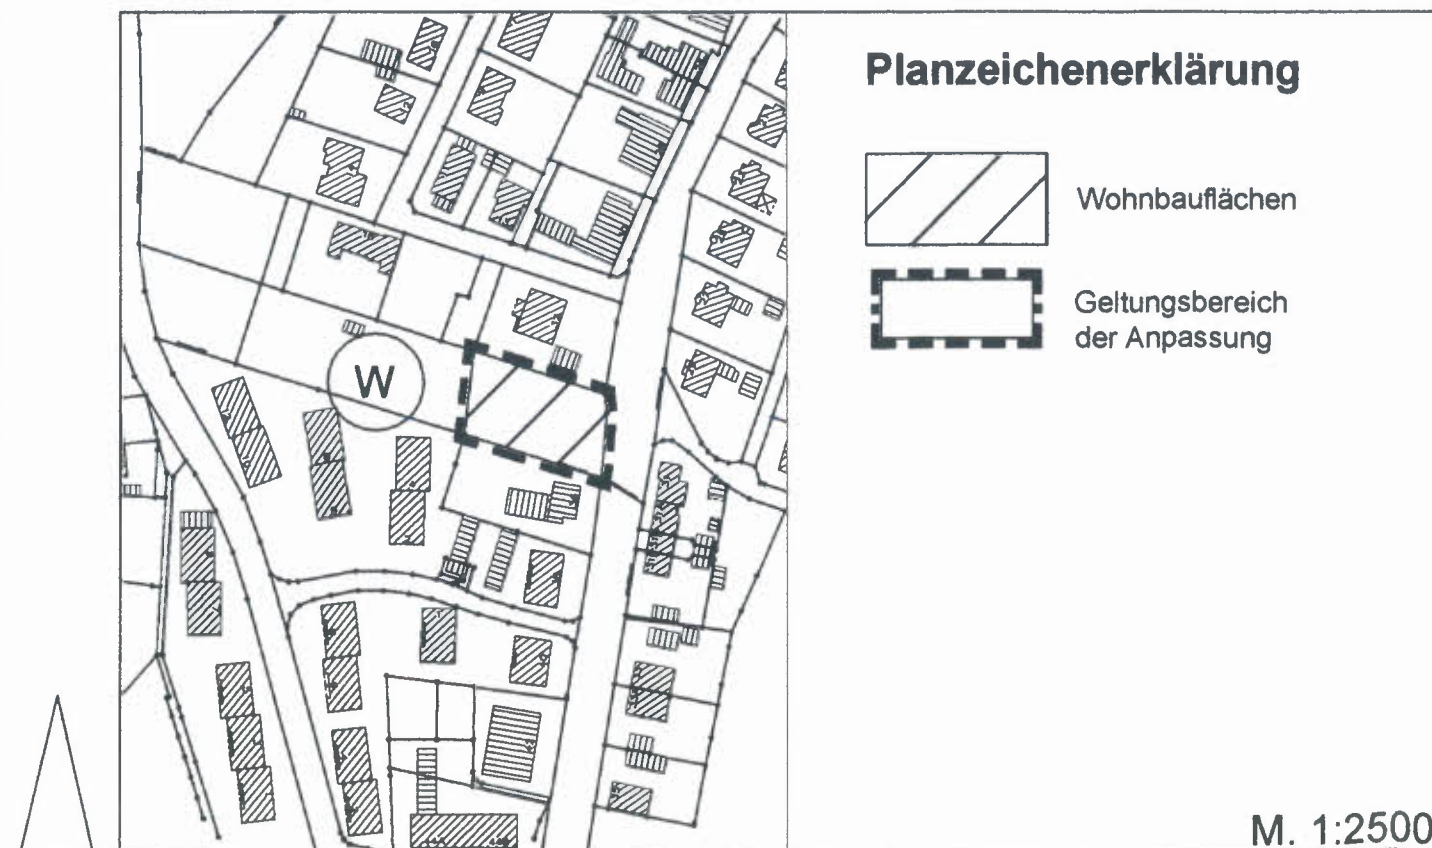 Planzeichenerklärung
Wohnbauflächen
Geltungsbereich
der Anpassung
W
M. 1:2500